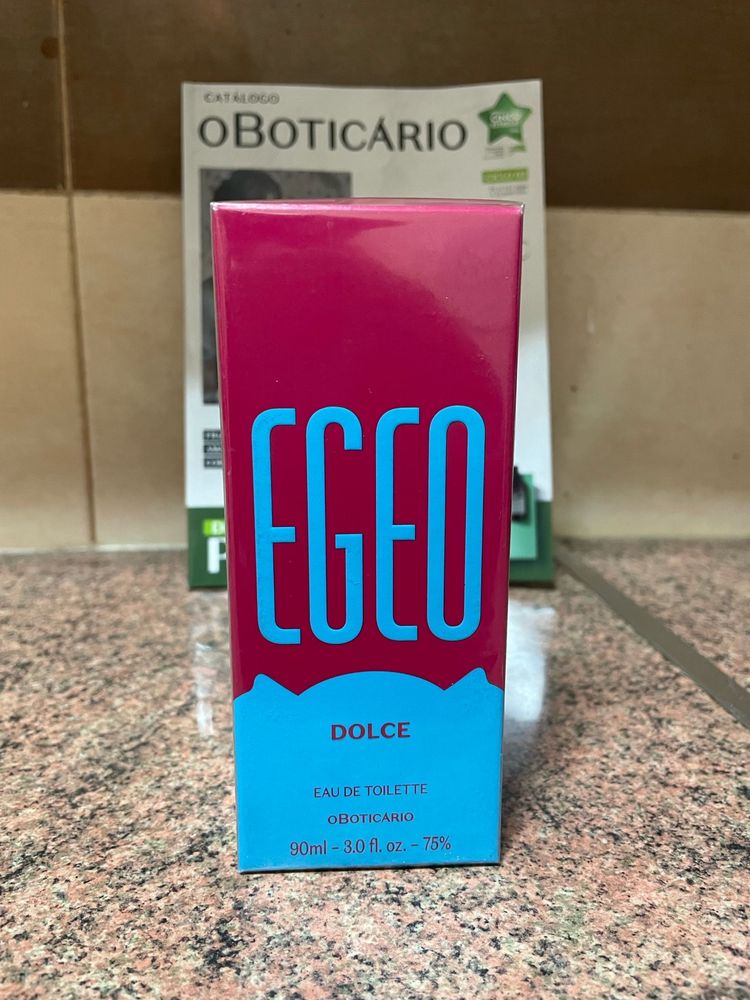 CATÁLOGO
oBOTICÁRIO
EGEO
DOLCE
EAU DE TOILETTE
oBOTICÁRIO
90ml - 3.0 fl. oz. - 75%